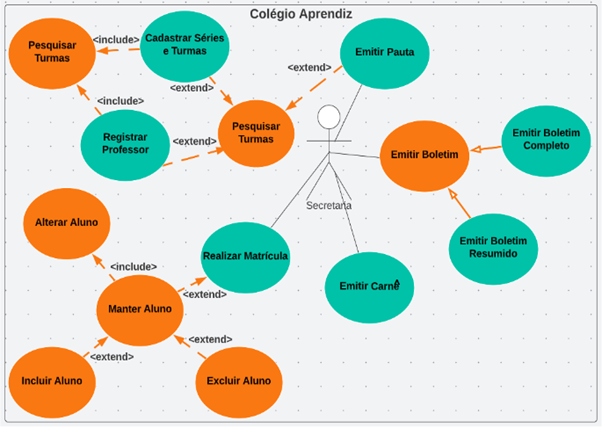 Colégio Aprendiz
Pesquisar
Turmas
<include>
Cadastrar Séries
e Turmas
Emitir Pauta
<extend>
<extend>
<include>
Registrar
Professor
<extend>
Pesquisar
Turmas
Emitir Boletim
Emitir Boletim
Completo
Secretaria
Alterar Aluno
<include>
Realizar Matrícula
Emitir Boletim
Resumido
Emitir Carnê
Manter Aluno
<extend>
<extend>
<extend>
Incluir Aluno
Excluir Aluno